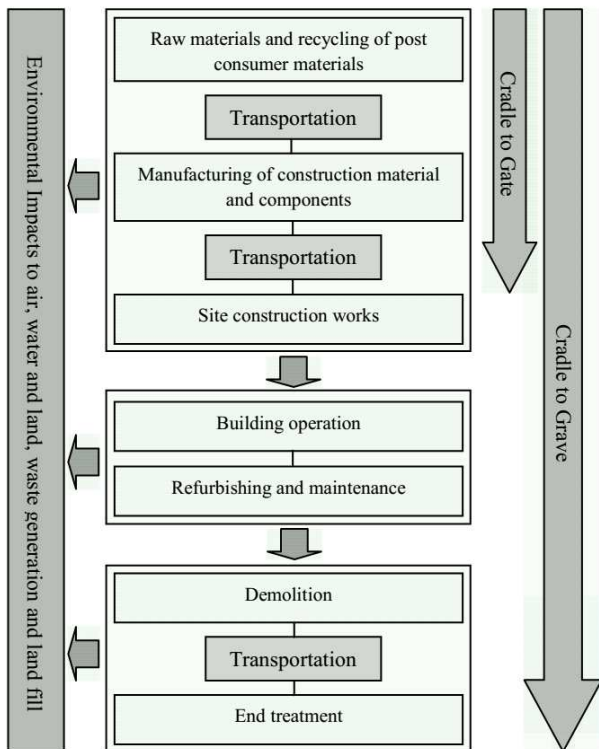 Environmental Impacts to air, water and land, waste generation and land fill
Raw materials and recycling of post
consumer materials
Transportation
Manufacturing of construction material
and components
Transportation
Site construction works
Building operation
Refurbishing and maintenance
Demolition
Transportation
End treatment
Cradle to Gate
Cradle to Grave